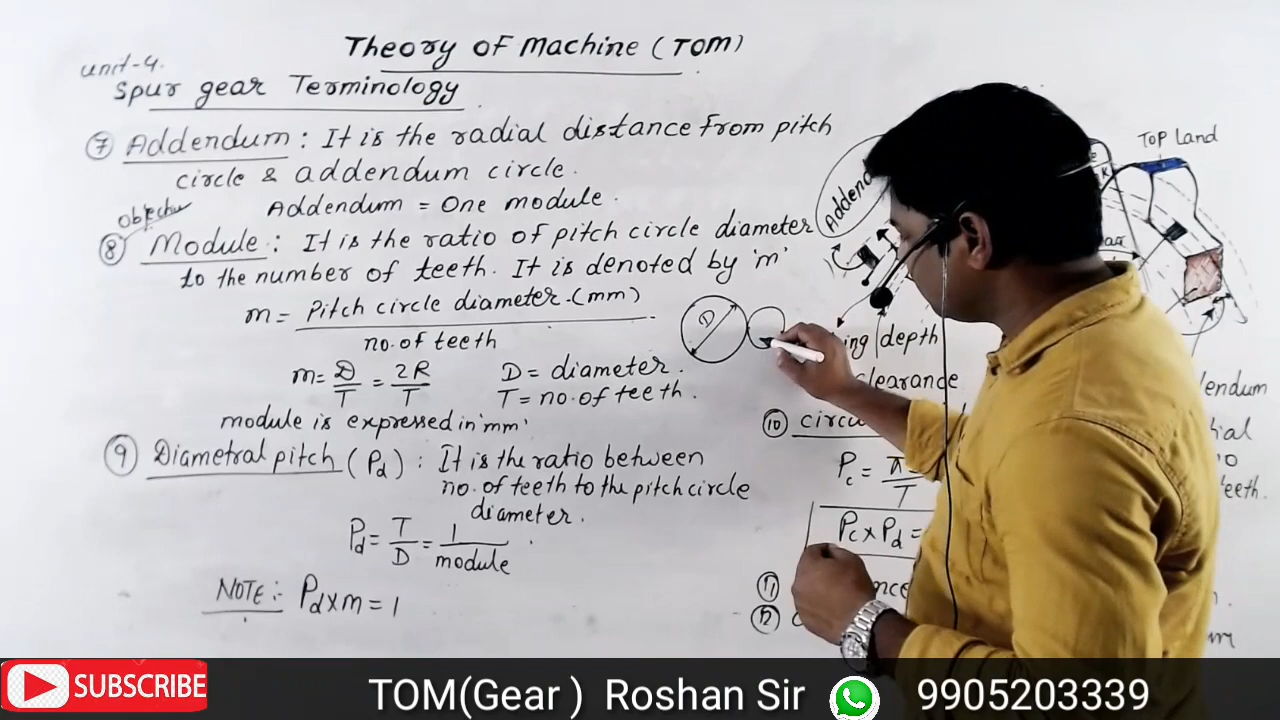 Theory of Machine (TOM)
unit-4.
Spur gear Terminology
7 Addendum : It is the radial distance from pitch
circle & addendum circle.
Addendum = One module.
Objective
8 Module : It is the ratio of pitch circle diameter
to the number of teeth. It is denoted by 'm'
m = Pitch circle diameter.(mm)
no. of teeth
m = D/T = 2R/T
D = diameter.
T = no. of teeth.
module is expressed in 'mm'
9 Diametral pitch (Pd) : It is the ratio between
no. of teeth to the pitch circle
diameter.
Pd = T/D = 1/module
NOTE :- Pd x m = 1
D
Top Land
depth
clearance
10
Pc = π
T
Pc x Pd =
teeth.
11
12
SUBSCRIBE
TOM(Gear ) Roshan Sir 9905203339